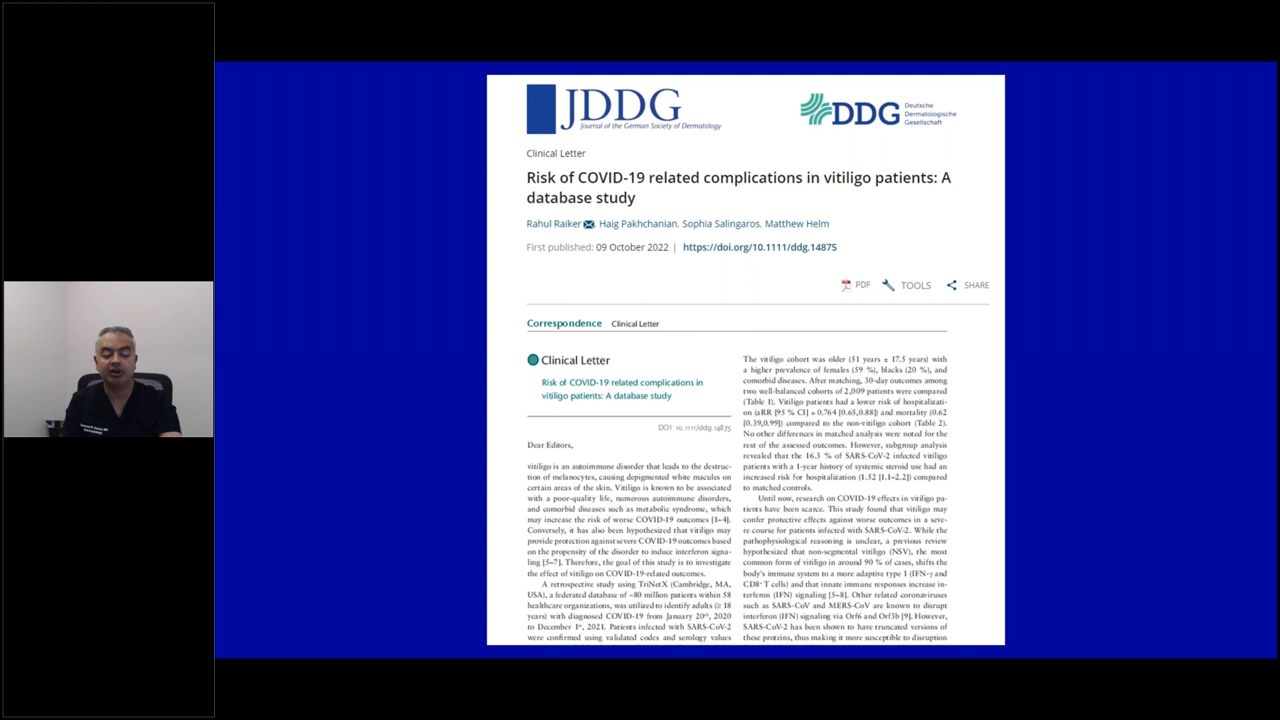 JDDG
Journal of the German Society of Dermatology
DDG
Deutsche
Dermatologische
Gesellschaft
Clinical Letter
Risk of COVID-19 related complications in vitiligo patients: A
database study
Rahul Raiker, Haig Pakhchanian, Sophia Salingaros, Matthew Helm
First published: 09 October 2022 | https://doi.org/10.1111/ddg.14875
PDF TOOLS SHARE
Correspondence Clinical Letter
Clinical Letter
Risk of COVID-19 related complications in
vitiligo patients: A database study
DOI: 10.1111/ddg.14875
Dear Editors,
vitiligo is an autoimmune disorder that leads to the destruc-
tion of melanocytes, causing depigmented white macules on
certain areas of the skin. Vitiligo is known to be associated
with a poor-quality life, numerous autoimmune disorders,
and comorbid diseases such as metabolic syndrome, which
may increase the risk of worse COVID-19 outcomes [1–4].
Conversely, it has also been hypothesized that vitiligo may
provide protection against severe COVID-19 outcomes based
on the propensity of the disorder to induce interferon signa-
ling [5–7]. Therefore, the goal of this study is to investigate
the effect of vitiligo on COVID-19-related outcomes.
A retrospective study using TriNetX (Cambridge, MA,
USA), a federated database of ~80 million patients within 58
healthcare organizations, was utilized to identify adults (≥ 18
years) with diagnosed COVID-19 from January 20th, 2020
to December 1st, 2021. Patients infected with SARS-CoV-2
were confirmed using validated codes and serology values
The vitiligo cohort was older (51 years ± 17.5 years) with
a higher prevalence of females (59 %), blacks (20 %), and
comorbid diseases. After matching, 30-day outcomes among
two well-balanced cohorts of 2,009 patients were compared
(Table 1). Vitiligo patients had a lower risk of hospitalizati-
on (aRR [95 % CI] = 0.764 [0.65,0.88]) and mortality (0.62
[0.39,0.99]) compared to the non-vitiligo cohort (Table 2).
No other differences in matched analysis were noted for the
rest of the assessed outcomes. However, subgroup analysis
revealed that the 16.3 % of SARS-CoV-2 infected vitiligo
patients with a 1-year history of systemic steroid use had an
increased risk for hospitalization (1.52 [1.1–2.2]) compared
to matched controls.
Until now, research on COVID-19 effects in vitiligo pa-
tients have been scarce. This study found that vitiligo may
confer protective effects against worse outcomes in a seve-
re course for patients infected with SARS-CoV-2. While the
pathophysiological reasoning is unclear, a previous review
hypothesized that non-segmental vitiligo (NSV), the most
common form of vitiligo in around 90 % of cases, shifts the
body's immune system to a more adaptive type 1 (IFN-γ and
CD8+ T cells) and that innate immune responses increase in-
terferon (IFN) signaling [5–8]. Other related coronaviruses
such as SARS-CoV and MERS-CoV are known to disrupt
interferon (IFN) signaling via Orf6 and Orf3b [9]. However,
SARS-CoV-2 has been shown to have truncated versions of
these proteins, thus making it more susceptible to disruption